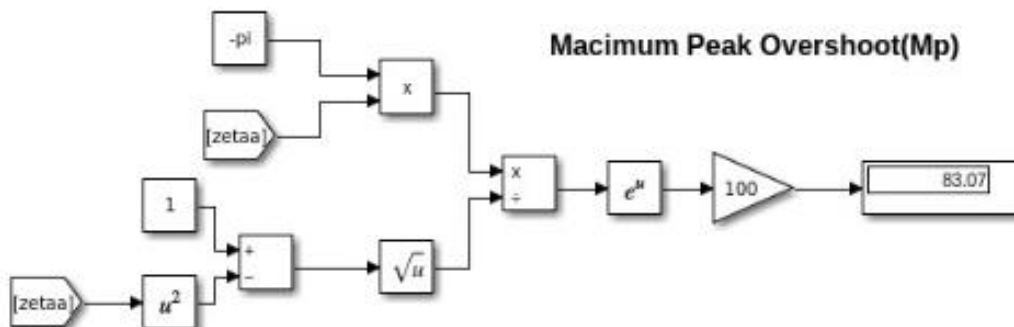 -pi
Macimum Peak Overshoot(Mp)
x
[zetaa]
x
÷
e^u
100
83.07
1
+
−
√u
[zetaa]
u^2